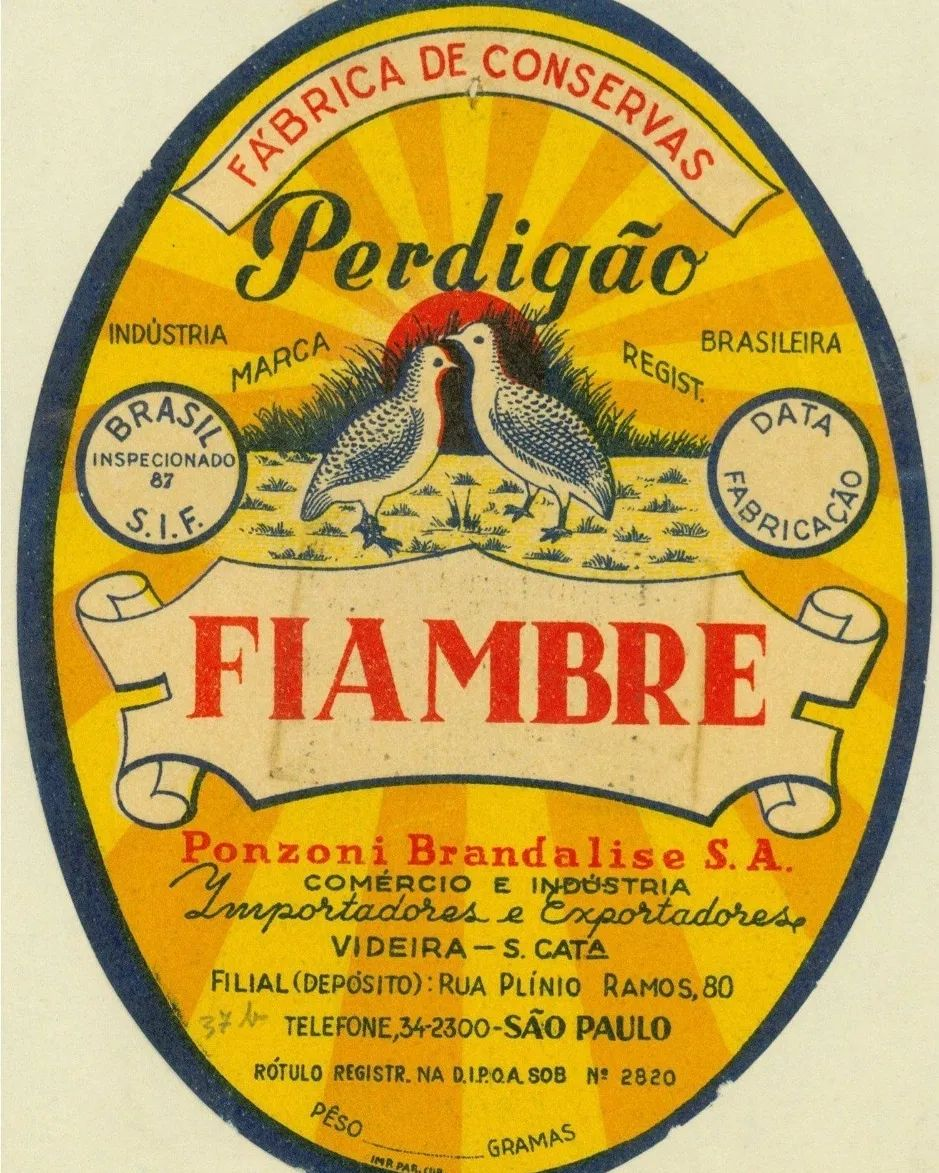 FÁBRICA DE CONSERVAS
Perdigão
INDÚSTRIA
BRASILEIRA
MARCA
REGIST.
BRASIL
INSPECIONADO
87
S.I.F.
DATA
FABRICAÇÃO
FIAMBRE
Ponzoni Brandalise S.A.
COMÉRCIO E INDÚSTRIA
Importadores e Exportadores
VIDEIRA – S. CATA
FILIAL (DEPÓSITO): RUA PLÍNIO RAMOS, 80
TELEFONE, 34-2300 - SÃO PAULO
RÓTULO REGISTR. NA D.I.P.O.A. SOB Nº 2820
PÊSO GRAMAS